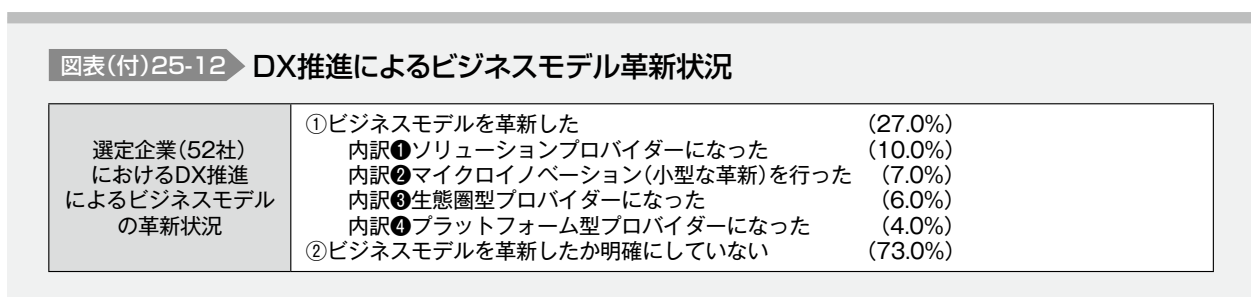 図表(付)25-12 DX推進によるビジネスモデル革新状況
選定企業(52社)
におけるDX推進
によるビジネスモデル
の革新状況
①ビジネスモデルを革新した (27.0%)
内訳❶ソリューションプロバイダーになった (10.0%)
内訳❷マイクロイノベーション(小型な革新)を行った (7.0%)
内訳❸生態圏型プロバイダーになった (6.0%)
内訳❹プラットフォーム型プロバイダーになった (4.0%)
②ビジネスモデルを革新したか明確にしていない (73.0%)